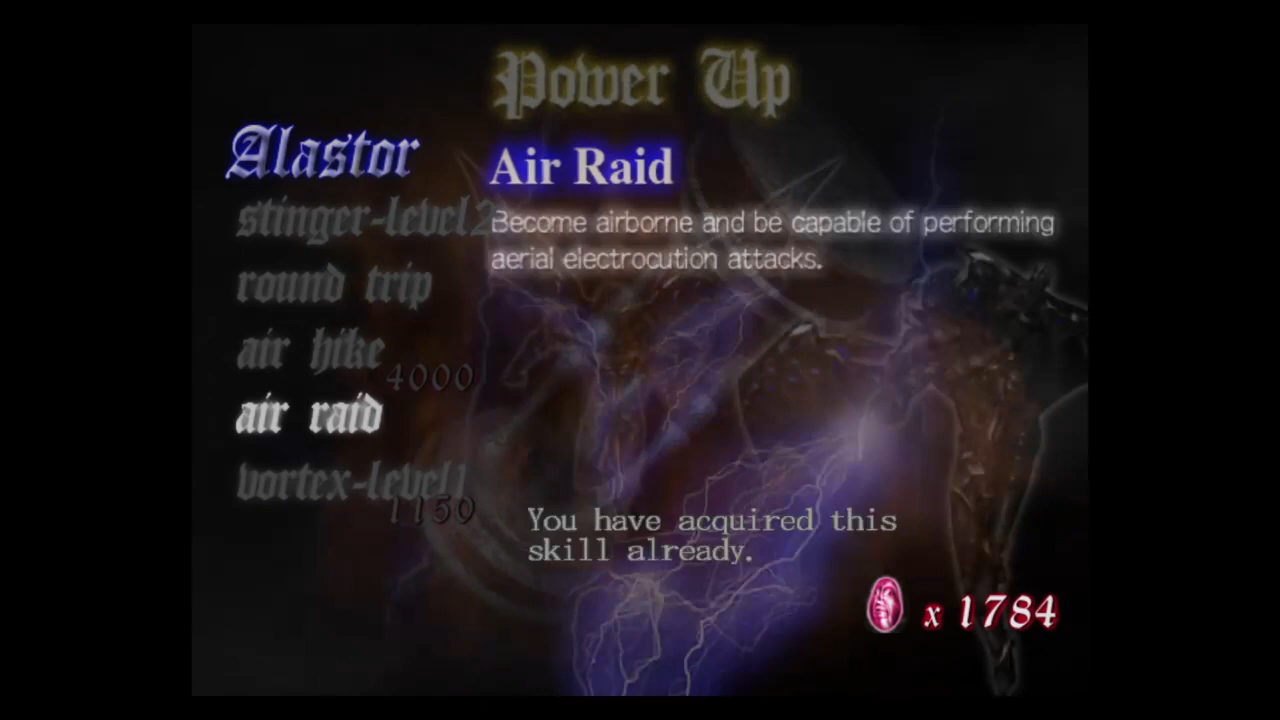 Power Up
Alastor
Air Raid
stinger-level2
Become airborne and be capable of performing
aerial electrocution attacks.
round trip
air hike
4000
air raid
vortex-level1
1150
You have acquired this
skill already.
x 1784